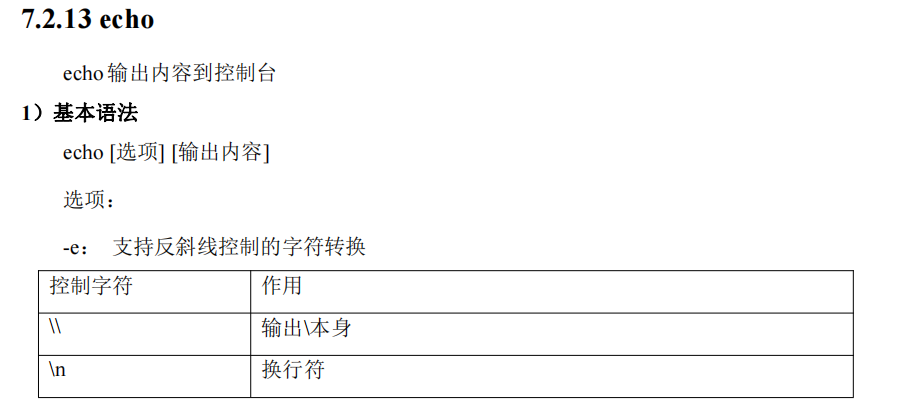 7.2.13 echo
echo 输出内容到控制台
1）基本语法
echo [选项] [输出内容]
选项：
-e： 支持反斜线控制的字符转换
控制字符 作用
\\ 输出\本身
\n 换行符